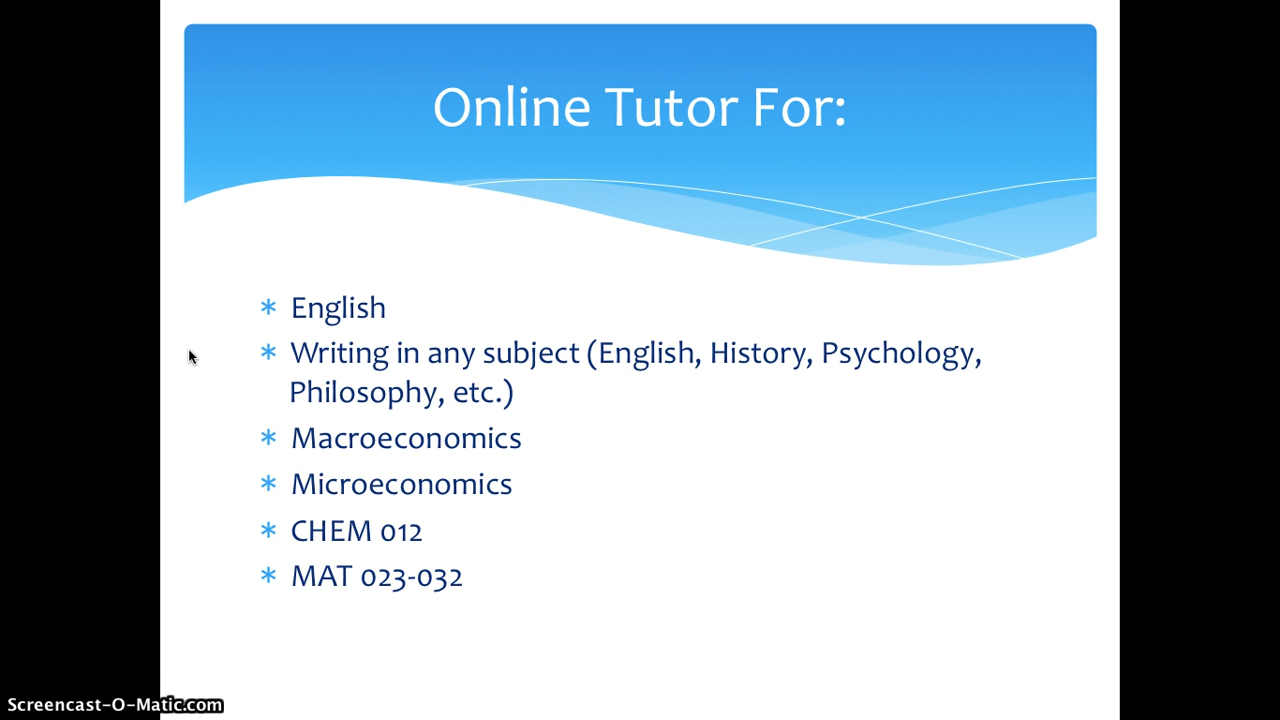 Online Tutor For:
* English
* Writing in any subject (English, History, Psychology,
Philosophy, etc.)
* Macroeconomics
* Microeconomics
* CHEM 012
* MAT 023-032
Screencast-O-Matic.com